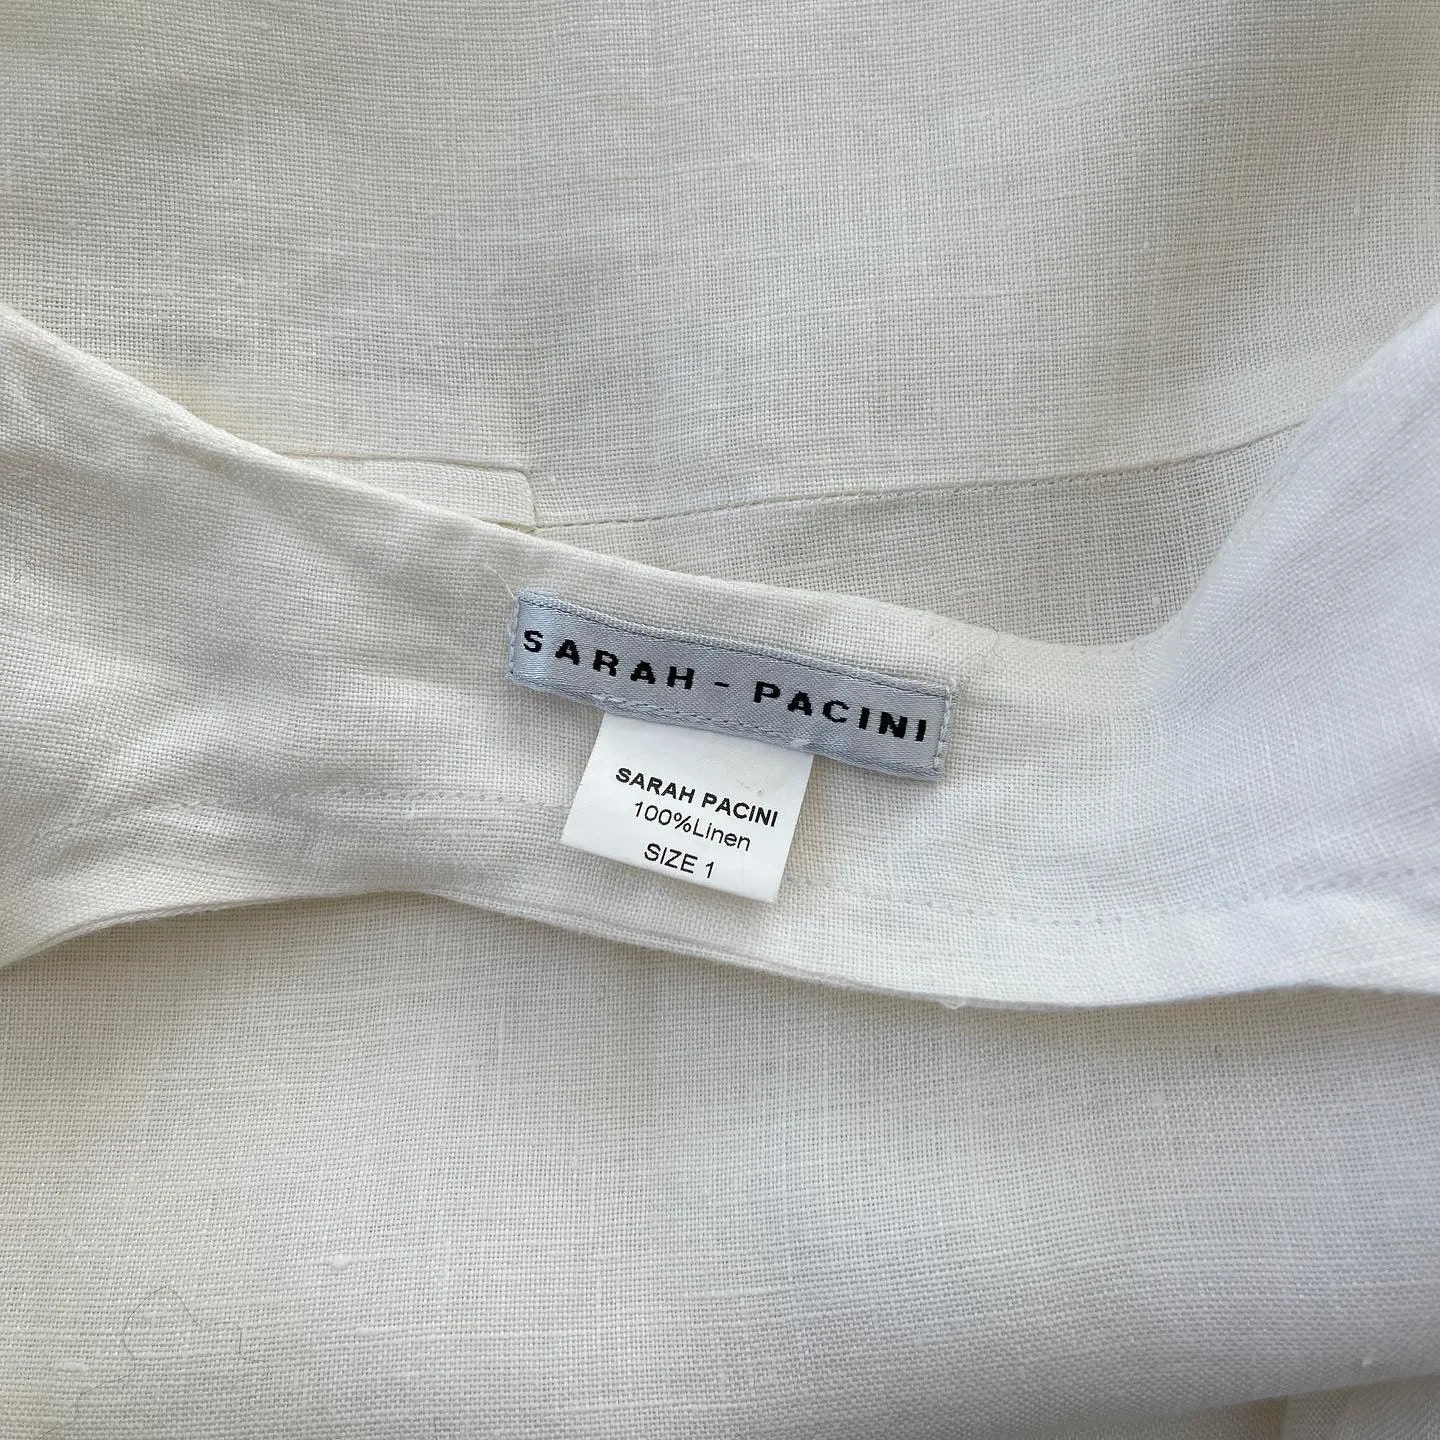 SARAH - PACINI
SARAH PACINI
100%Linen
SIZE 1